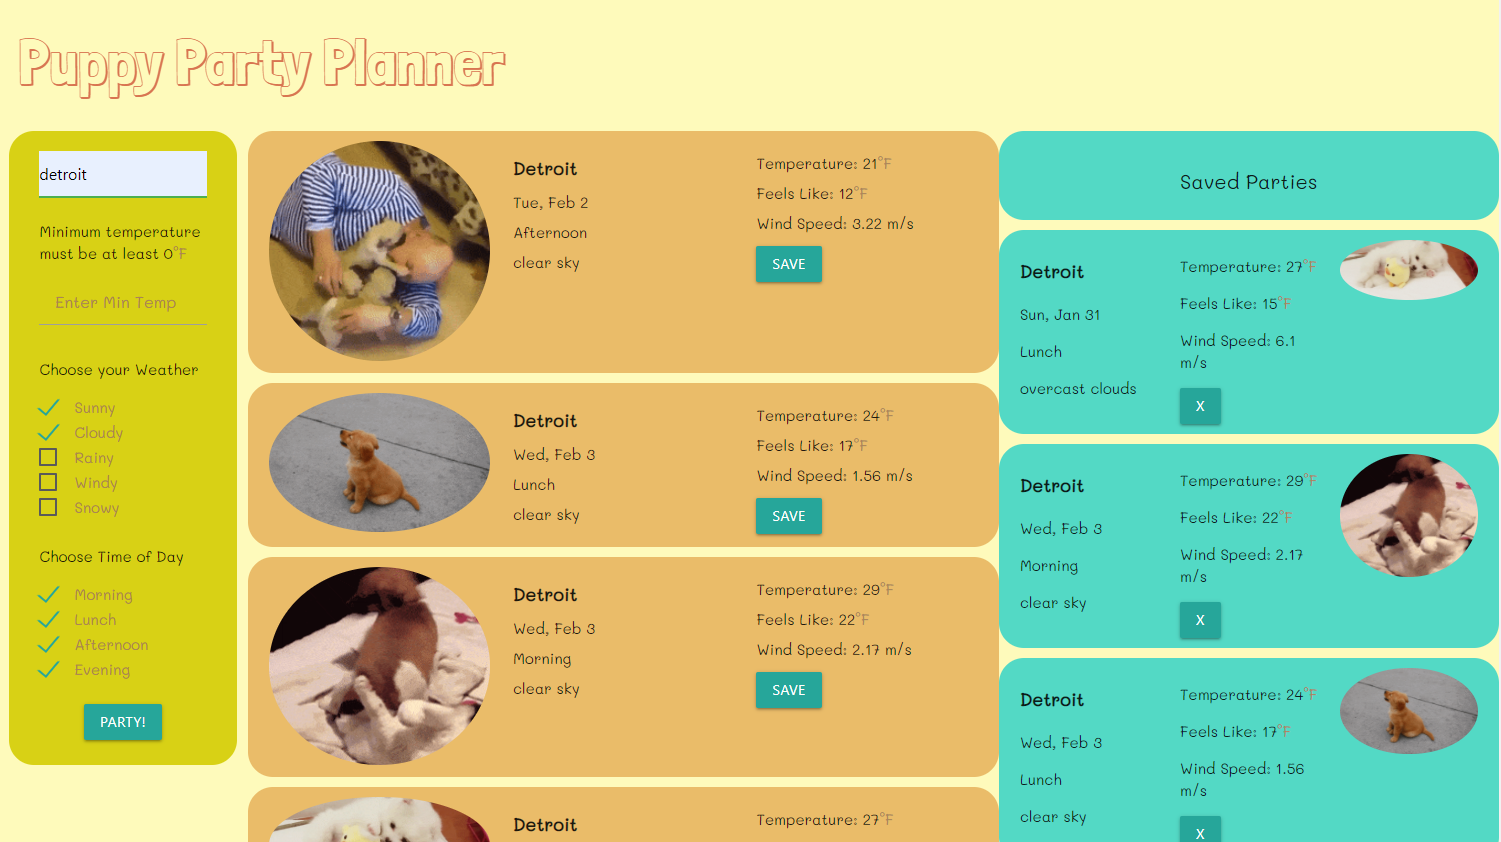 Puppy Party Planner
detroit
Minimum temperature
must be at least 0°F
Enter Min Temp
Choose your Weather
Sunny
Cloudy
Rainy
Windy
Snowy
Choose Time of Day
Morning
Lunch
Afternoon
Evening
PARTY!
Detroit
Tue, Feb 2
Afternoon
clear sky
Temperature: 21°F
Feels Like: 12°F
Wind Speed: 3.22 m/s
SAVE
Detroit
Wed, Feb 3
Lunch
clear sky
Temperature: 24°F
Feels Like: 17°F
Wind Speed: 1.56 m/s
SAVE
Detroit
Wed, Feb 3
Morning
clear sky
Temperature: 29°F
Feels Like: 22°F
Wind Speed: 2.17 m/s
SAVE
Detroit
Temperature: 27°F
Saved Parties
Detroit
Sun, Jan 31
Lunch
overcast clouds
Temperature: 27°F
Feels Like: 15°F
Wind Speed: 6.1
m/s
X
Detroit
Wed, Feb 3
Morning
clear sky
Temperature: 29°F
Feels Like: 22°F
Wind Speed: 2.17
m/s
X
Detroit
Wed, Feb 3
Lunch
clear sky
Temperature: 24°F
Feels Like: 17°F
Wind Speed: 1.56
m/s
X